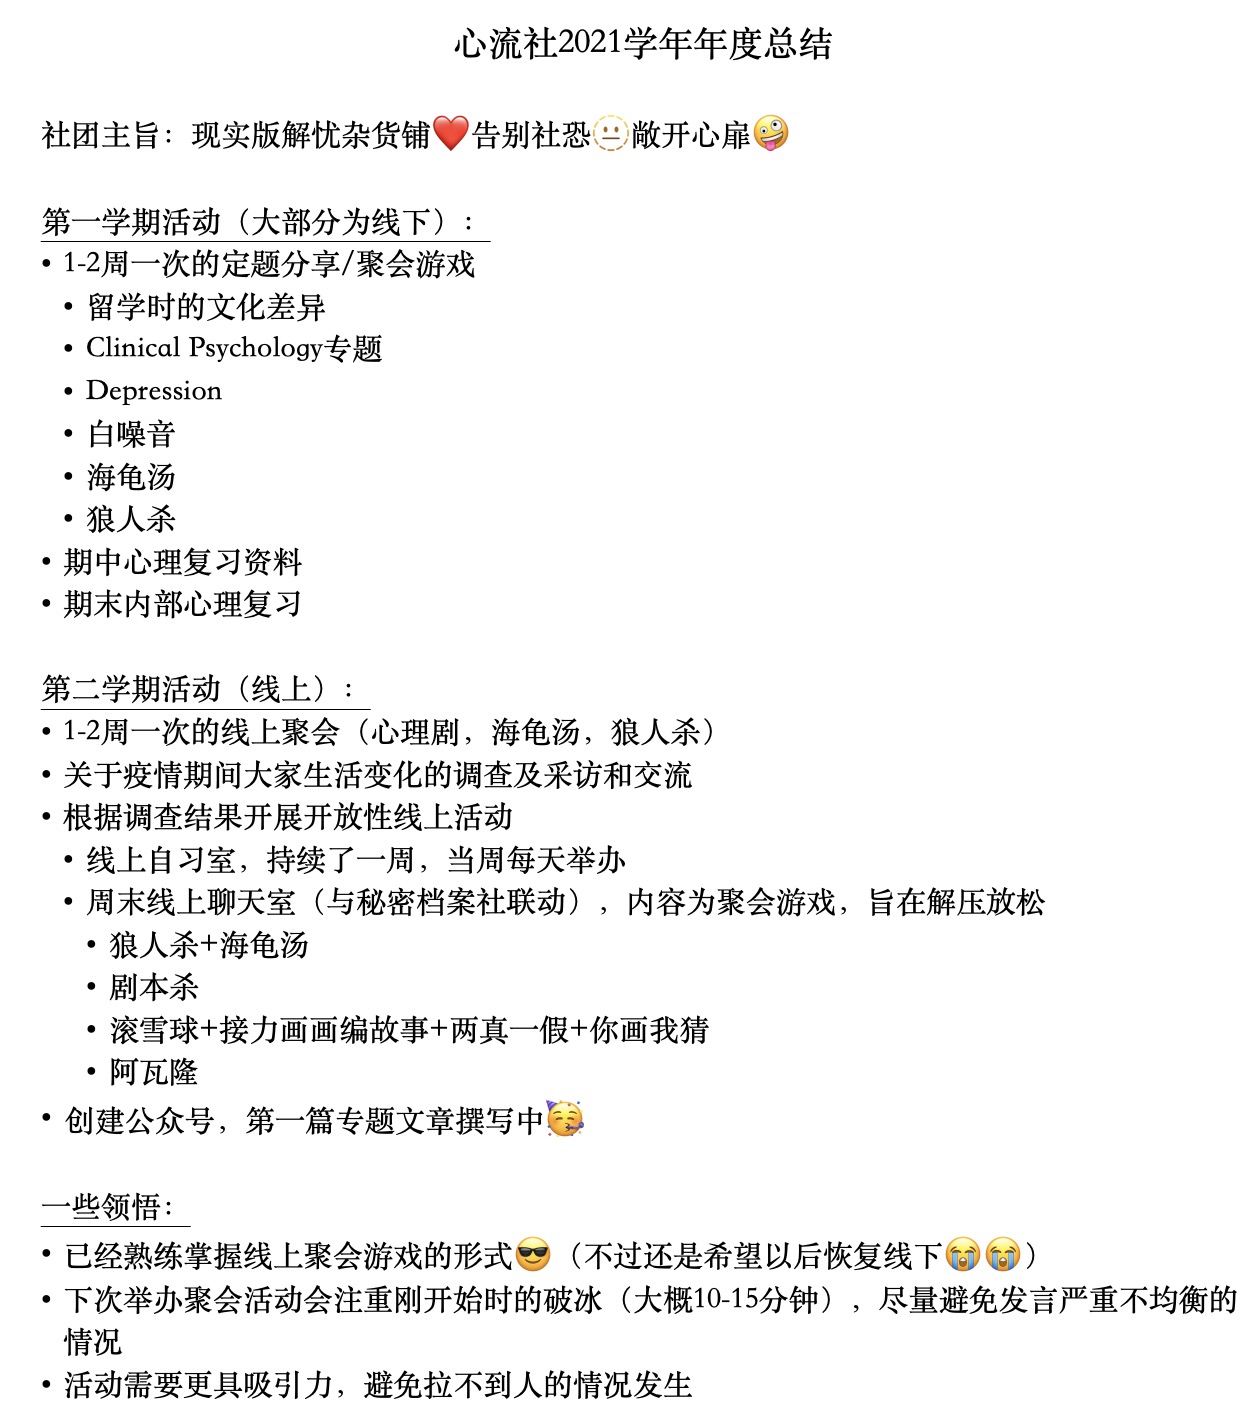 心流社2021学年年度总结
社团主旨：现实版解忧杂货铺❤️告别社恐🫥敞开心扉🤪
第一学期活动（大部分为线下）：
• 1-2周一次的定题分享/聚会游戏
• 留学时的文化差异
• Clinical Psychology专题
• Depression
• 白噪音
• 海龟汤
• 狼人杀
• 期中心理复习资料
• 期末内部心理复习
第二学期活动（线上）：
• 1-2周一次的线上聚会（心理剧，海龟汤，狼人杀）
• 关于疫情期间大家生活变化的调查及采访和交流
• 根据调查结果开展开放性线上活动
• 线上自习室，持续了一周，当周每天举办
• 周末线上聊天室（与秘密档案社联动），内容为聚会游戏，旨在解压放松
• 狼人杀+海龟汤
• 剧本杀
• 滚雪球+接力画画编故事+两真一假+你画我猜
• 阿瓦隆
• 创建公众号，第一篇专题文章撰写中🥳
一些领悟：
• 已经熟练掌握线上聚会游戏的形式😎（不过还是希望以后恢复线下😭😭）
• 下次举办聚会活动会注重刚开始时的破冰（大概10-15分钟），尽量避免发言严重不均衡的
情况
• 活动需要更具吸引力，避免拉不到人的情况发生